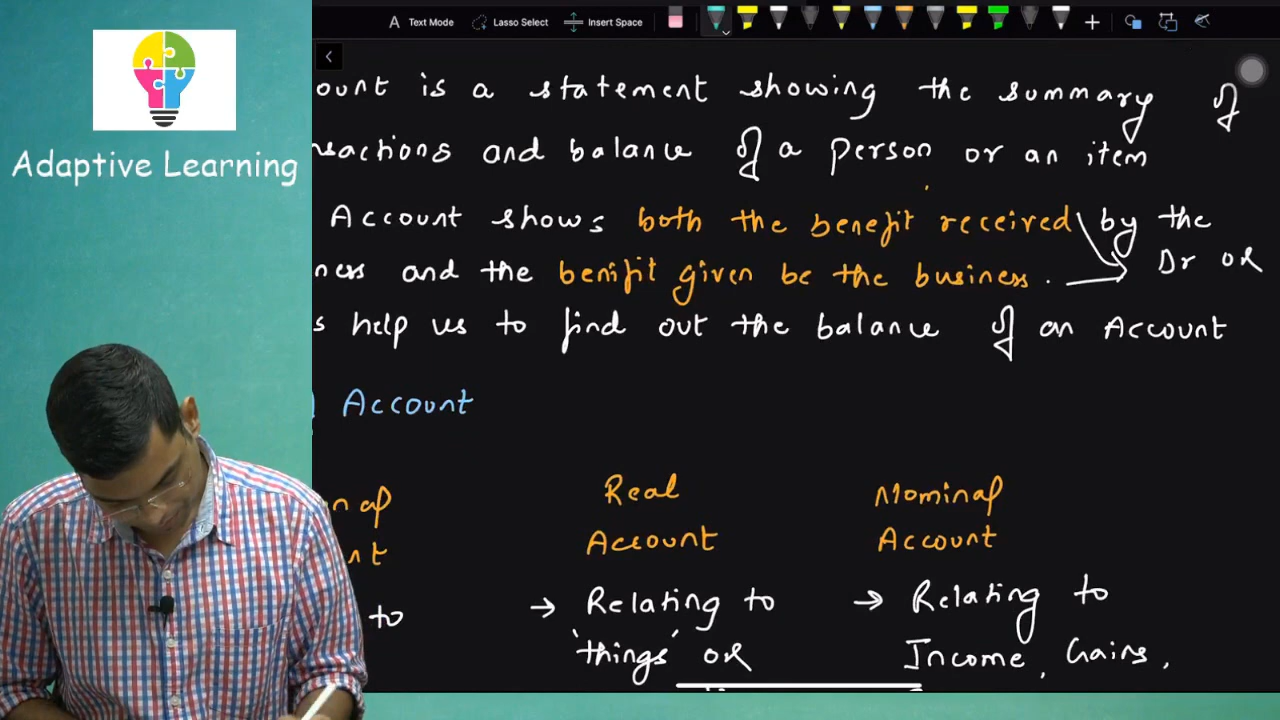 Text Mode Lasso Select Insert Space
Adaptive Learning
ount is a statement showing the summary of
nsactions and balance of a person or an item
Account shows both the benefit received by the
ness and the benifit given be the business. Dr or
s help us to find out the balance of an Account
Account
Real Nominal
nt Account Account
to → Relating to → Relating to
'things' or Income, Gains,